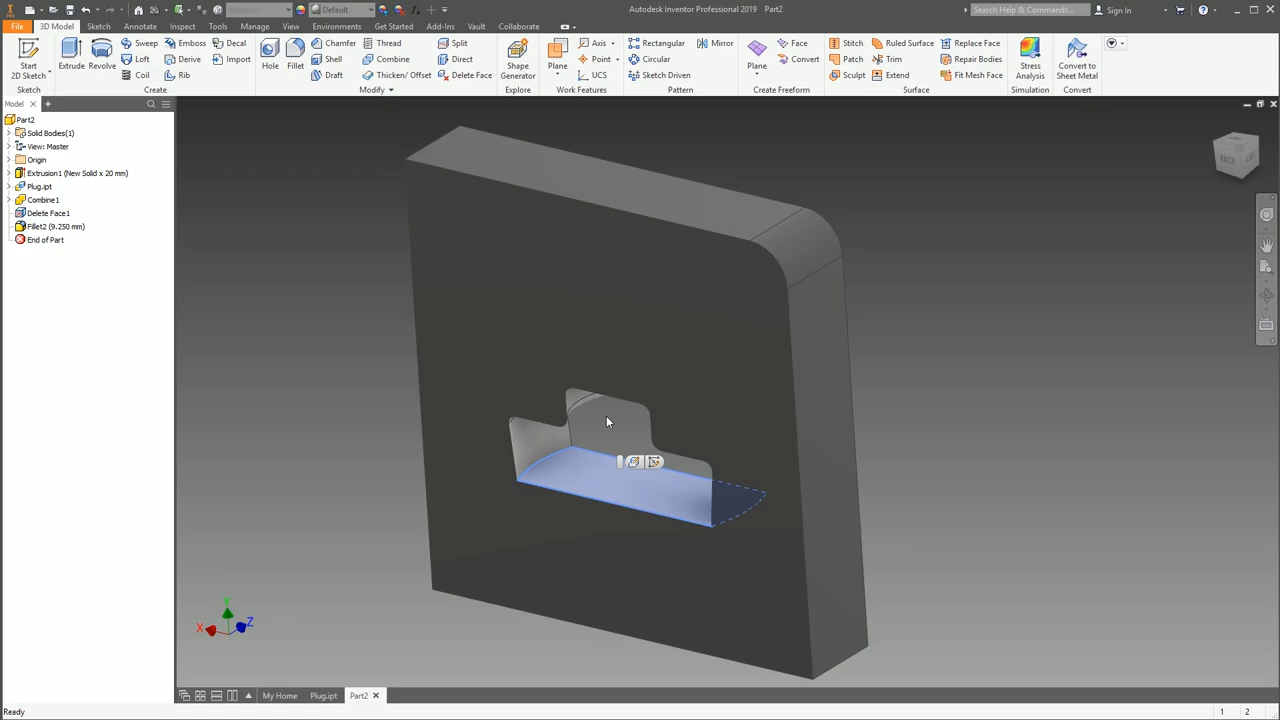 Default
Autodesk Inventor Professional 2019 Part2
Search Help & Commands...
Sign In
File 3D Model Sketch Annotate Inspect Tools Manage View Environments Get Started Add-Ins Vault Collaborate
Start
2D Sketch
Sketch
Extrude Revolve
Sweep Emboss Decal
Loft Derive Import
Coil Rib
Create
Hole Fillet
Chamfer Thread Split
Shell Combine Direct
Draft Thicken/ Offset Delete Face
Modify
Shape
Generator
Explore
Plane
Axis
Point
UCS
Work Features
Rectangular Mirror
Circular
Sketch Driven
Pattern
Plane
Face
Convert
Create Freeform
Stitch Ruled Surface Replace Face
Patch Trim Repair Bodies
Sculpt Extend Fit Mesh Face
Surface
Stress
Analysis
Simulation
Convert to
Sheet Metal
Convert
Model
Part2
Solid Bodies(1)
View: Master
Origin
Extrusion1 (New Solid x 20 mm)
Plug.ipt
Combine1
Delete Face1
Fillet2 (9.250 mm)
End of Part
BACK
LEFT
Y
X
Z
My Home Plug.ipt Part2
Ready
1 2